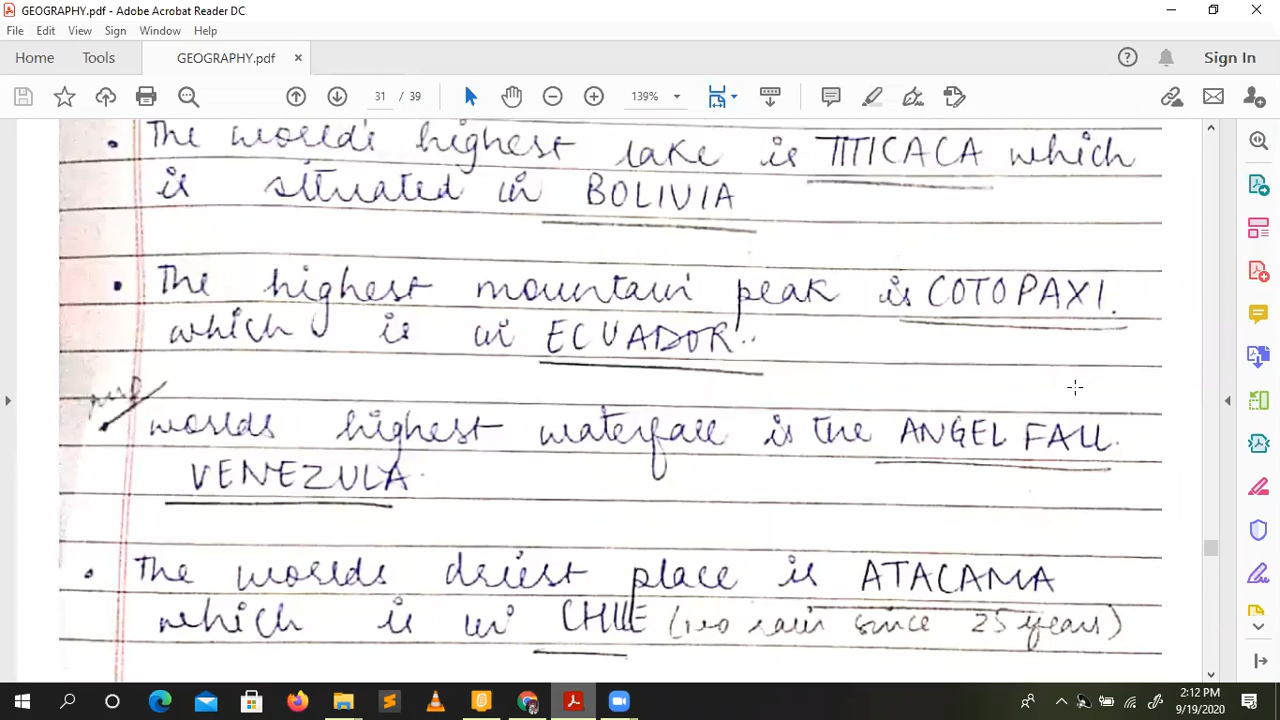 GEOGRAPHY.pdf - Adobe Acrobat Reader DC
File Edit View Sign Window Help
Home Tools GEOGRAPHY.pdf Sign In
31 / 39 139%
The world's highest lake is TITICACA which
is situated in BOLIVIA
The highest mountain peak is COTOPAXI.
which is in ECUADOR..
Imp
worlds highest waterfall is the ANGEL FALL.
VENEZULA.
The worlds driest place is ATACAMA
which is in CHILE (no rain since 25 years)
2:12 PM
9/19/2020